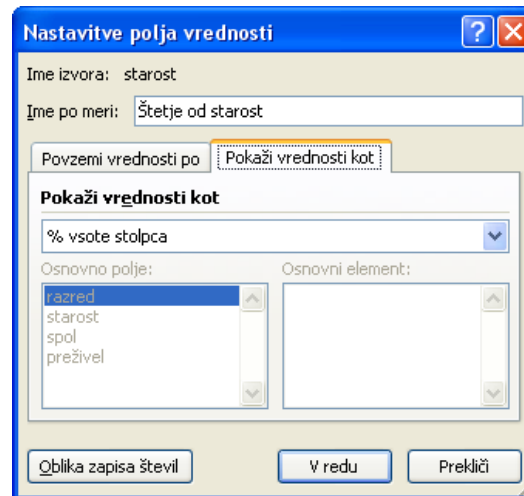 Nastavitve polja vrednosti
Ime izvora: starost
Ime po meri: Štetje od starost
Povzemi vrednosti po Pokaži vrednosti kot
Pokaži vrednosti kot
% vsote stolpca
Osnovno polje: Osnovni element:
razred
starost
spol
preživel
Oblika zapisa števil V redu Prekliči